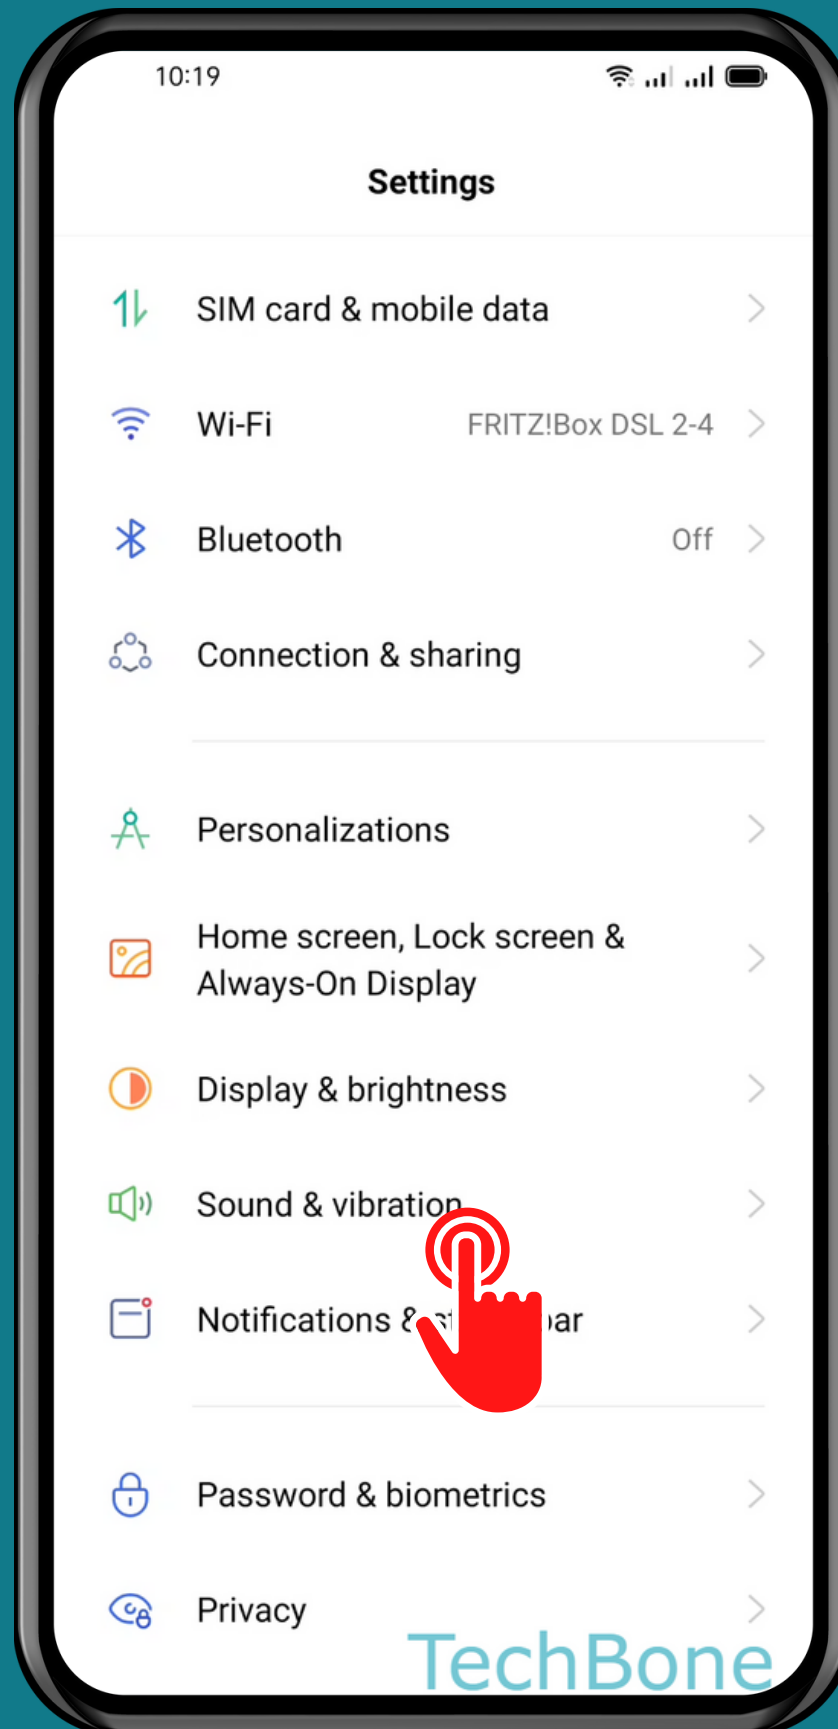 10:19
Settings
SIM card & mobile data
Wi-Fi FRITZ!Box DSL 2-4
Bluetooth Off
Connection & sharing
Personalizations
Home screen, Lock screen &
Always-On Display
Display & brightness
Sound & vibration
Notifications &
Password & biometrics
Privacy
TechBone